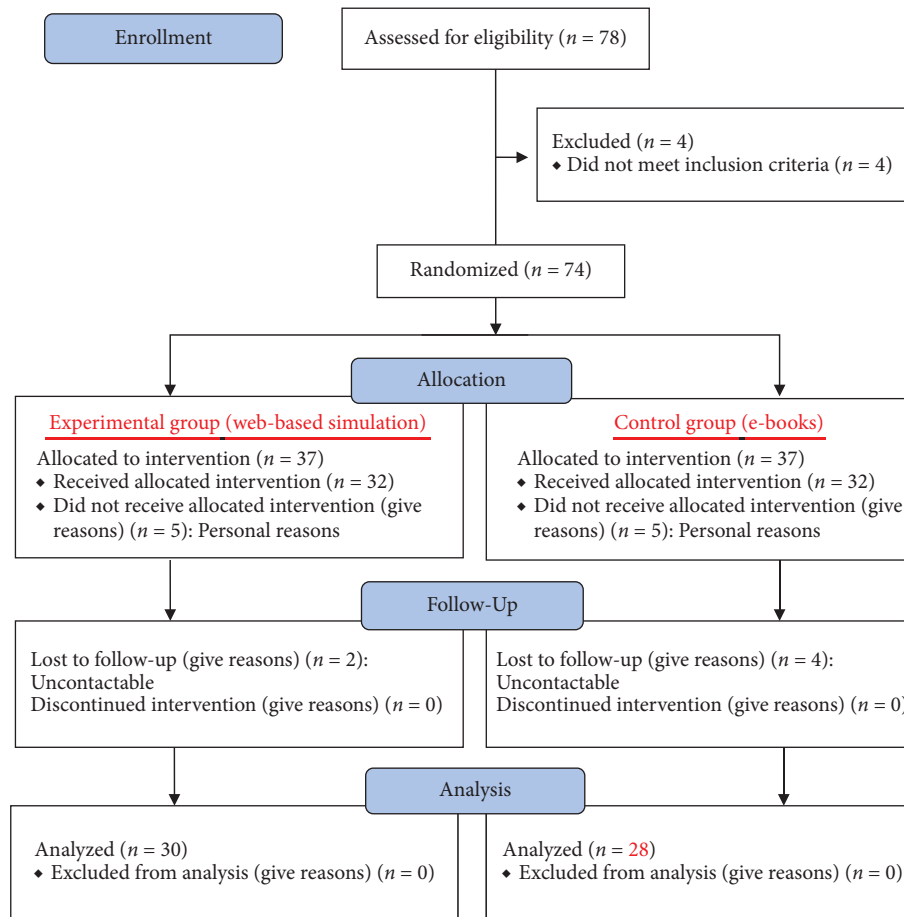 Enrollment
Assessed for eligibility (n = 78)
Excluded (n = 4)
◆ Did not meet inclusion criteria (n = 4)
Randomized (n = 74)
Allocation
Experimental group (web-based simulation)
Allocated to intervention (n = 37)
◆ Received allocated intervention (n = 32)
◆ Did not receive allocated intervention (give
reasons) (n = 5): Personal reasons
Control group (e-books)
Allocated to intervention (n = 37)
◆ Received allocated intervention (n = 32)
◆ Did not receive allocated intervention (give
reasons) (n = 5): Personal reasons
Follow-Up
Lost to follow-up (give reasons) (n = 2):
Uncontactable
Discontinued intervention (give reasons) (n = 0)
Lost to follow-up (give reasons) (n = 4):
Uncontactable
Discontinued intervention (give reasons) (n = 0)
Analysis
Analyzed (n = 30)
◆ Excluded from analysis (give reasons) (n = 0)
Analyzed (n = 28)
◆ Excluded from analysis (give reasons) (n = 0)